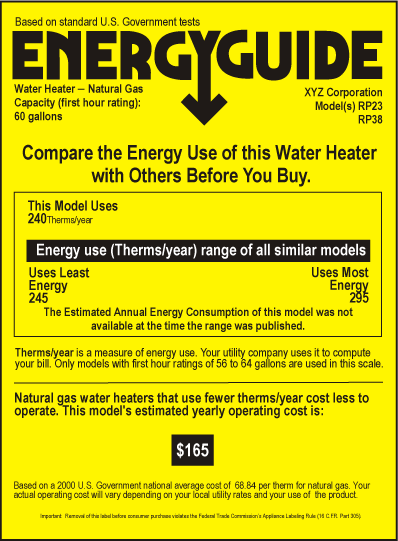 Based on standard U.S. Government tests
ENERGYGUIDE
Water Heater – Natural Gas
Capacity (first hour rating):
60 gallons
XYZ Corporation
Model(s) RP23
RP38
Compare the Energy Use of this Water Heater
with Others Before You Buy.
This Model Uses
240Therms/year
Energy use (Therms/year) range of all similar models
Uses Least
Energy
245
Uses Most
Energy
295
The Estimated Annual Energy Consumption of this model was not
available at the time the range was published.
Therms/year is a measure of energy use. Your utility company uses it to compute
your bill. Only models with first hour ratings of 56 to 64 gallons are used in this scale.
Natural gas water heaters that use fewer therms/year cost less to
operate. This model's estimated yearly operating cost is:
$165
Based on a 2000 U.S. Government national average cost of 68.84 per therm for natural gas. Your
actual operating cost will vary depending on your local utility rates and your use of the product.
Important Removal of this label before consumer purchase violates the Federal Trade Commission's Appliance Labeling Rule (16 C.F.R. Part 305)